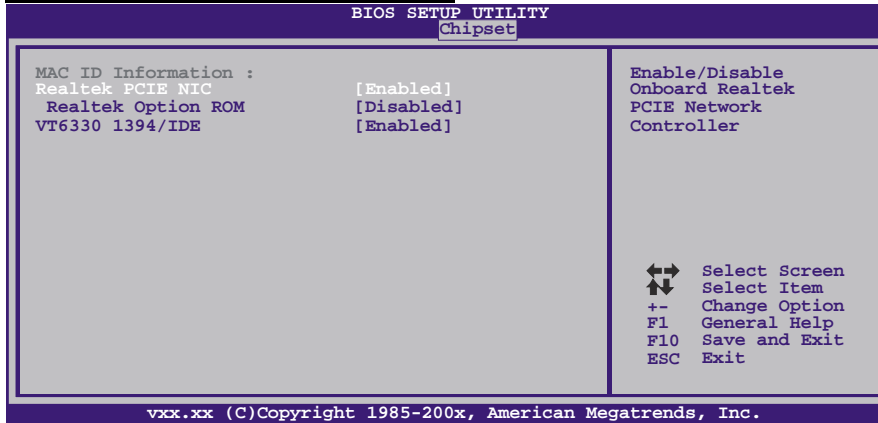 BIOS SETUP UTILITY
Chipset
MAC ID Information :
Realtek PCIE NIC [Enabled]
Realtek Option ROM [Disabled]
VT6330 1394/IDE [Enabled]
Enable/Disable
Onboard Realtek
PCIE Network
Controller
Select Screen
Select Item
+- Change Option
F1 General Help
F10 Save and Exit
ESC Exit
vxx.xx (C)Copyright 1985-200x, American Megatrends, Inc.